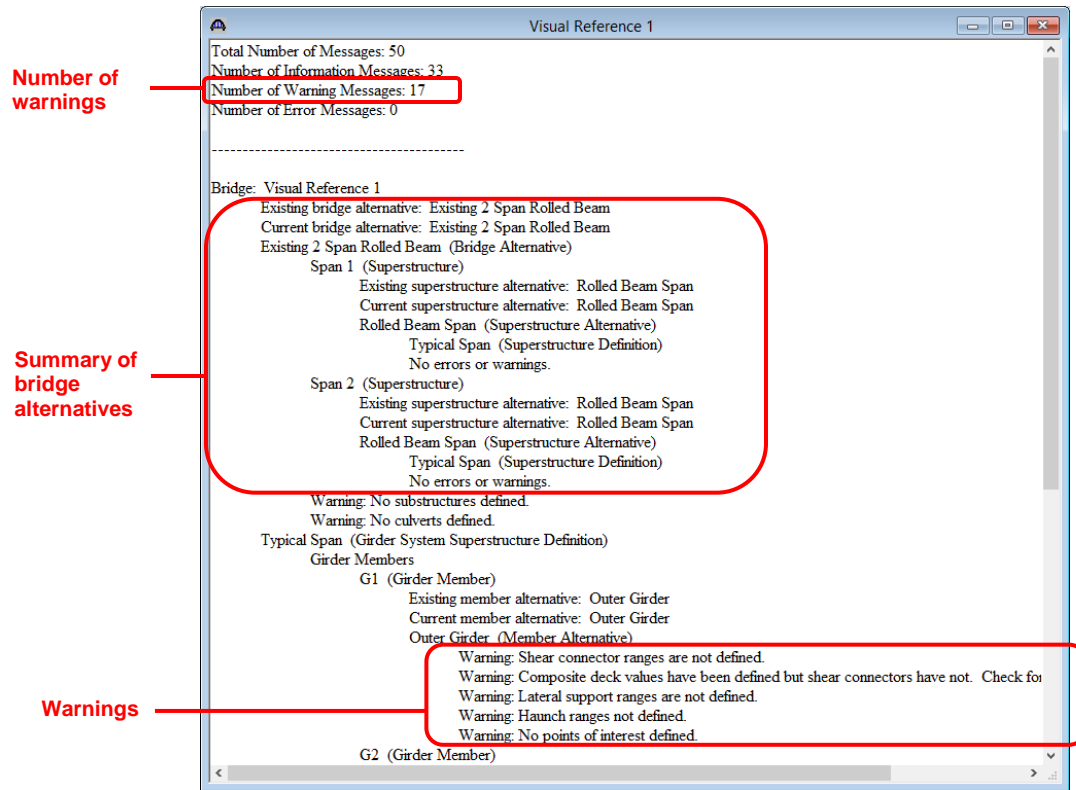 Visual Reference 1
Total Number of Messages: 50
Number of Information Messages: 33
Number of warnings
Number of Warning Messages: 17
Number of Error Messages: 0
----------------------------------------
Bridge: Visual Reference 1
Existing bridge alternative: Existing 2 Span Rolled Beam
Current bridge alternative: Existing 2 Span Rolled Beam
Existing 2 Span Rolled Beam (Bridge Alternative)
Span 1 (Superstructure)
Existing superstructure alternative: Rolled Beam Span
Current superstructure alternative: Rolled Beam Span
Rolled Beam Span (Superstructure Alternative)
Typical Span (Superstructure Definition)
No errors or warnings.
Summary of
bridge
alternatives
Span 2 (Superstructure)
Existing superstructure alternative: Rolled Beam Span
Current superstructure alternative: Rolled Beam Span
Rolled Beam Span (Superstructure Alternative)
Typical Span (Superstructure Definition)
No errors or warnings.
Warning: No substructures defined.
Warning: No culverts defined.
Typical Span (Girder System Superstructure Definition)
Girder Members
G1 (Girder Member)
Existing member alternative: Outer Girder
Current member alternative: Outer Girder
Outer Girder (Member Alternative)
Warnings
Warning: Shear connector ranges are not defined.
Warning: Composite deck values have been defined but shear connectors have not. Check for
Warning: Lateral support ranges are not defined.
Warning: Haunch ranges not defined.
Warning: No points of interest defined.
G2 (Girder Member)